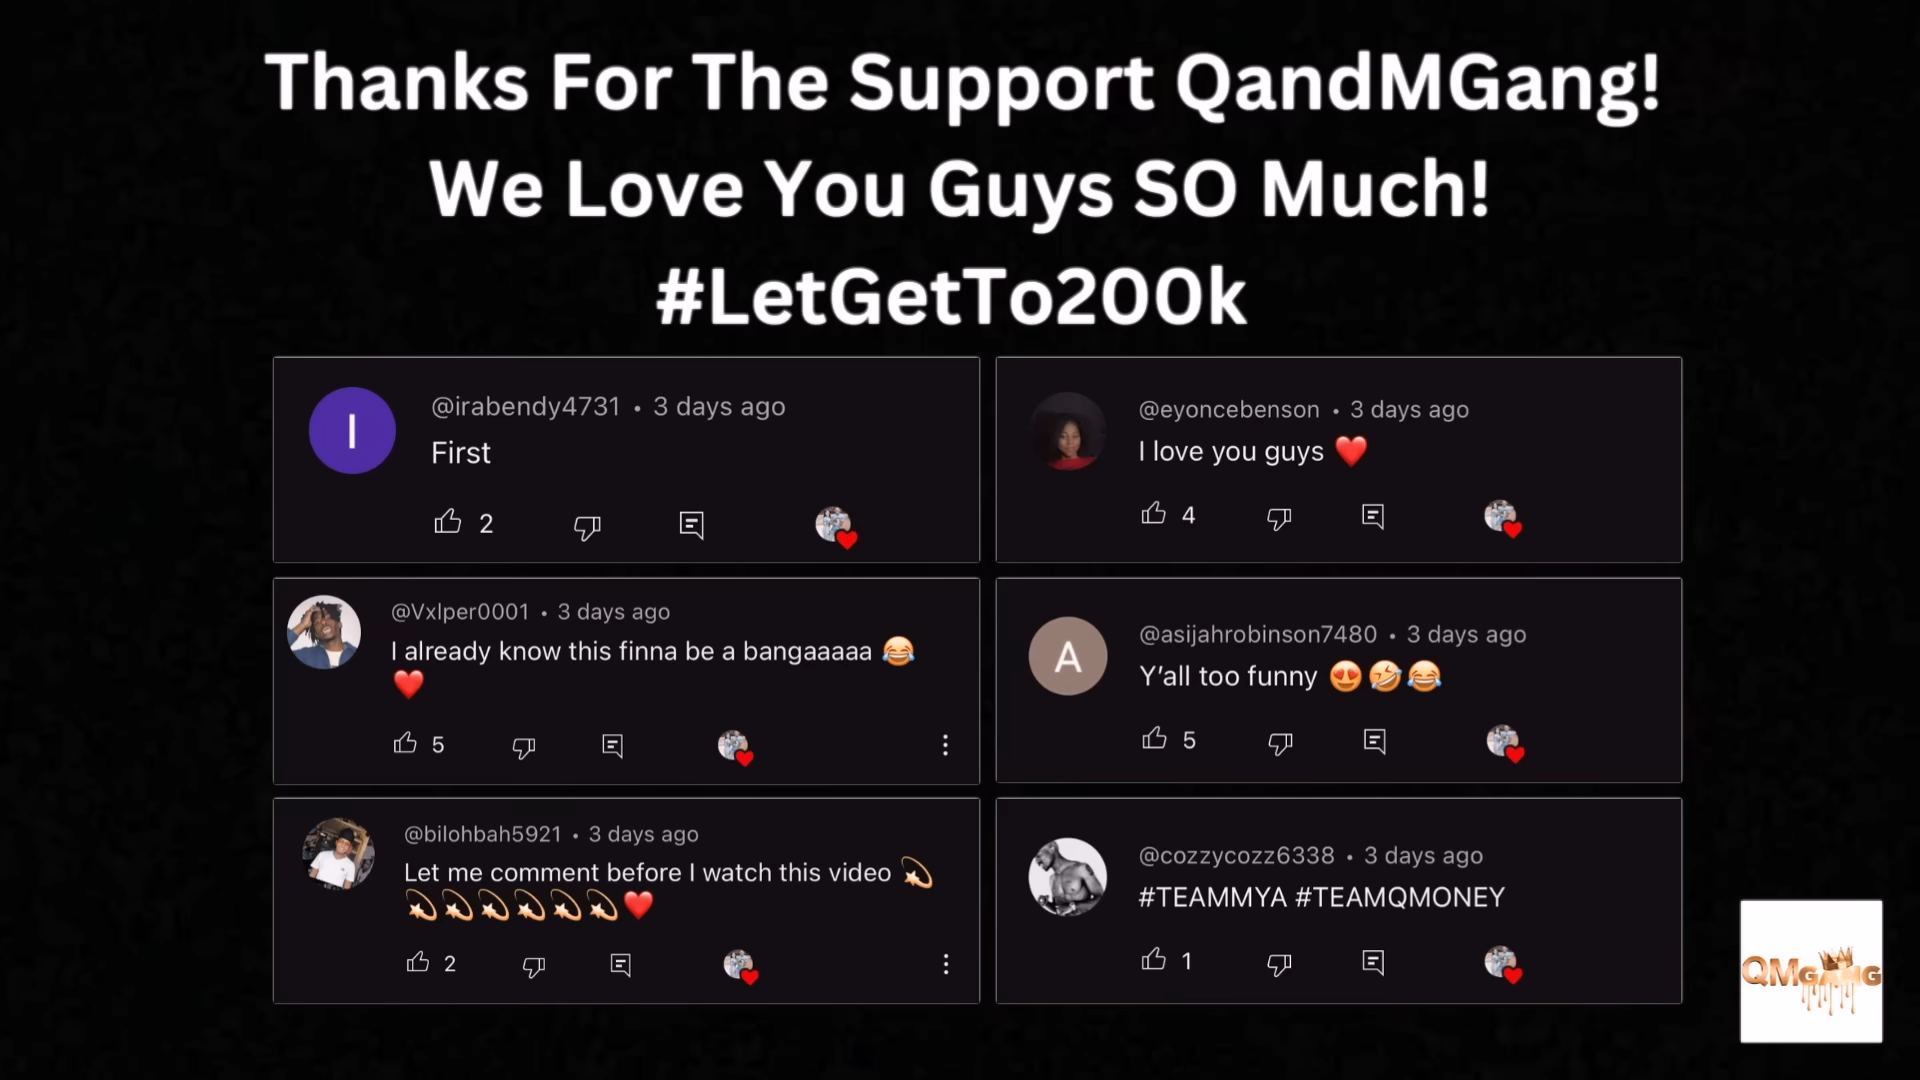 Thanks For The Support QandMGang!
We Love You Guys SO Much!
#LetGetTo200k
I
@irabendy4731 • 3 days ago
First
2
@eyoncebenson • 3 days ago
I love you guys ❤️
4
@Vxlper0001 • 3 days ago
I already know this finna be a bangaaaaa 😂
❤️
5
A
@asijahrobinson7480 • 3 days ago
Y’all too funny 😍🤣😂
5
@bilohbah5921 • 3 days ago
Let me comment before I watch this video 💫
💫💫💫💫💫💫❤️
2
@cozzycozz6338 • 3 days ago
#TEAMMYA #TEAMQMONEY
1
QMGANG